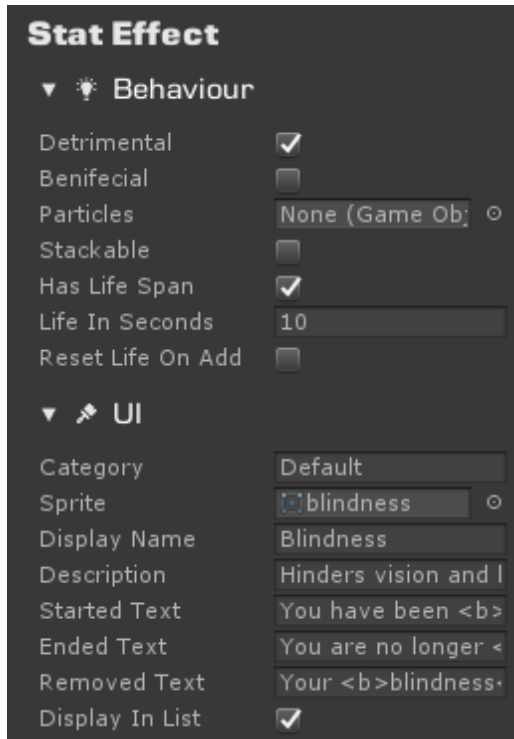 Stat Effect
Behaviour
Detrimental
Benifecial
Particles None (Game Obj
Stackable
Has Life Span
Life In Seconds 10
Reset Life On Add
UI
Category Default
Sprite blindness
Display Name Blindness
Description Hinders vision and l
Started Text You have been <b>
Ended Text You are no longer <
Removed Text Your <b>blindness<
Display In List